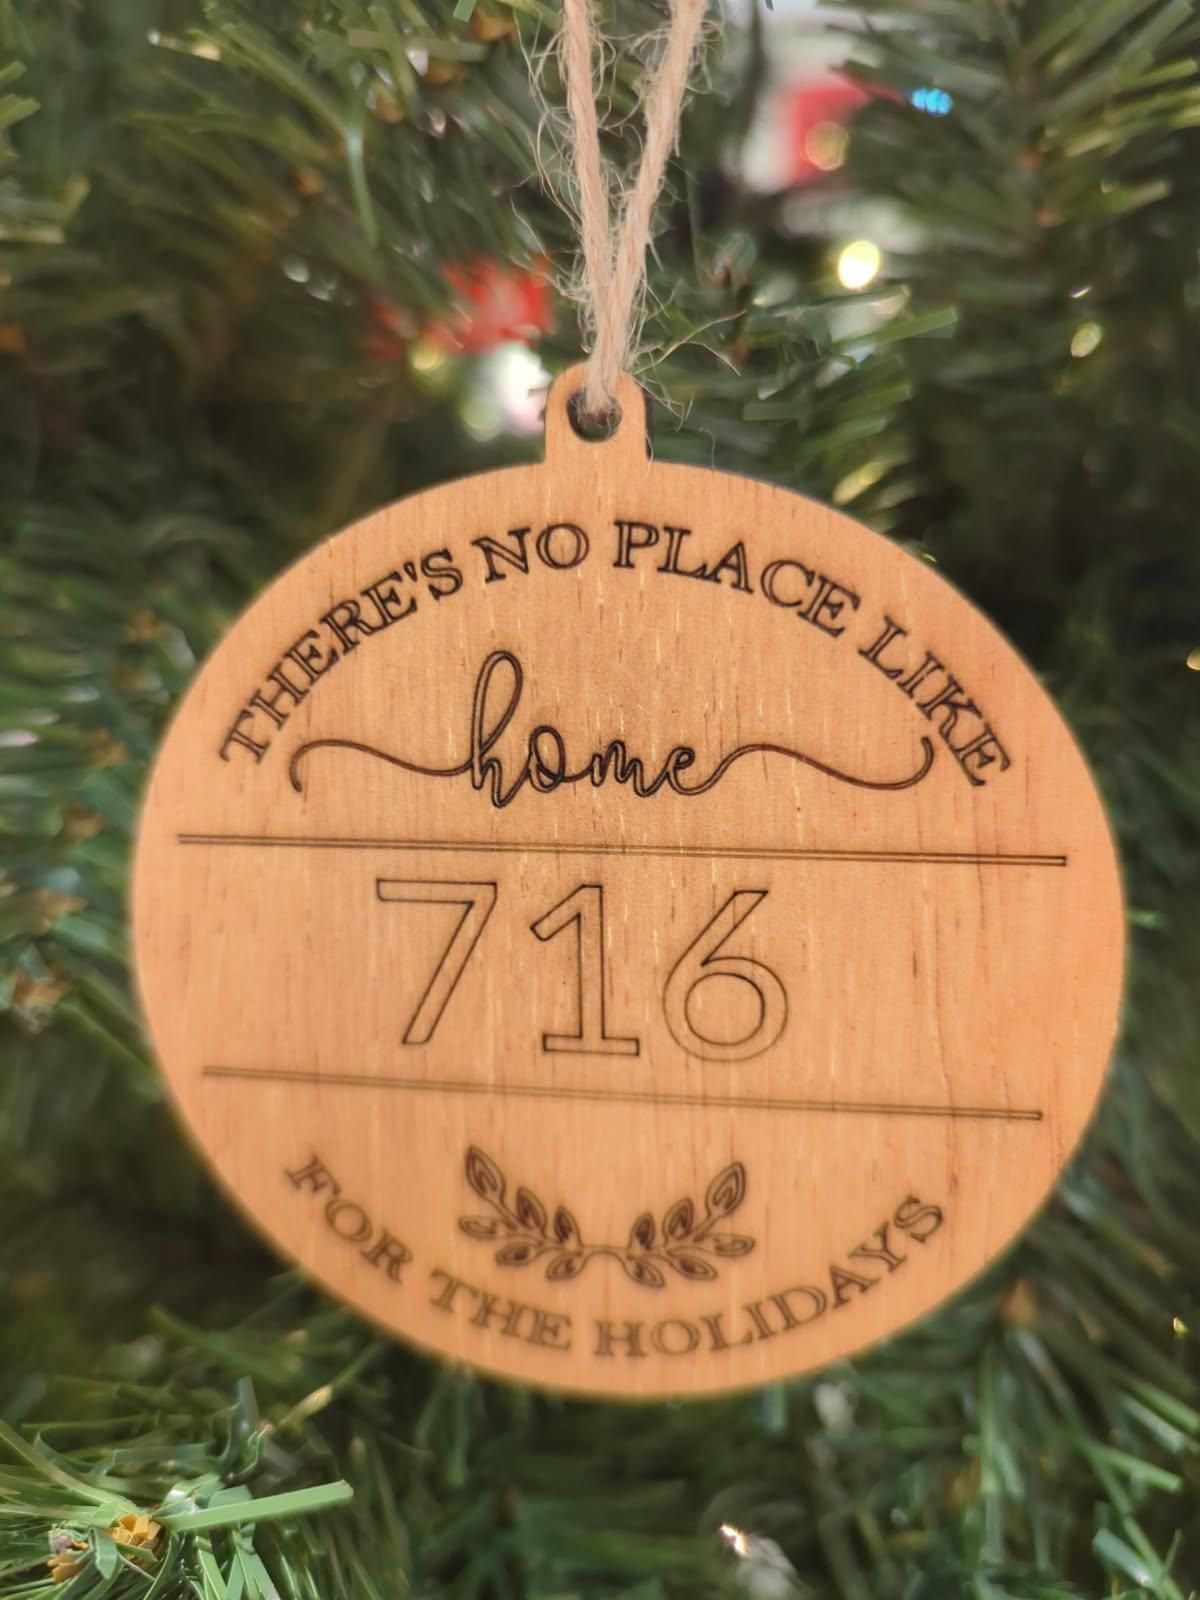 THERE'S NO PLACE LIKE
home
716
FOR THE HOLIDAYS